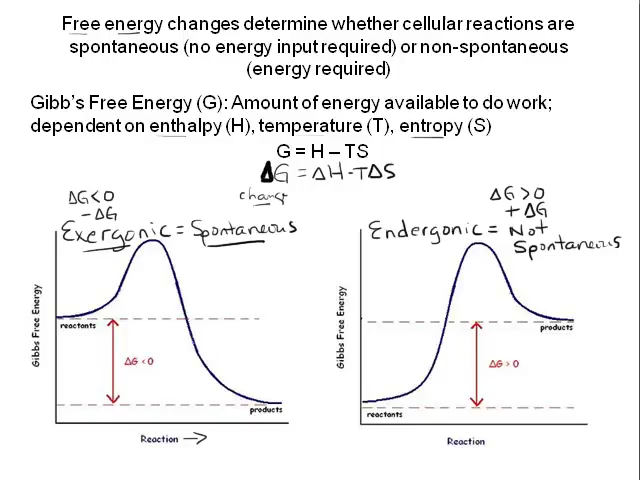 Free energy changes determine whether cellular reactions are
spontaneous (no energy input required) or non-spontaneous
(energy required)
Gibb's Free Energy (G): Amount of energy available to do work;
dependent on enthalpy (H), temperature (T), entropy (S)
G = H – TS
ΔG = ΔH-TΔS
change
ΔG<0
-ΔG
Exergonic = Spontaneous
Gibbs Free Energy
reactants
ΔG < 0
products
Reaction →
ΔG>0
+ΔG
Endergonic = Not
Spontaneous
Gibbs Free Energy
products
ΔG > 0
reactants
Reaction